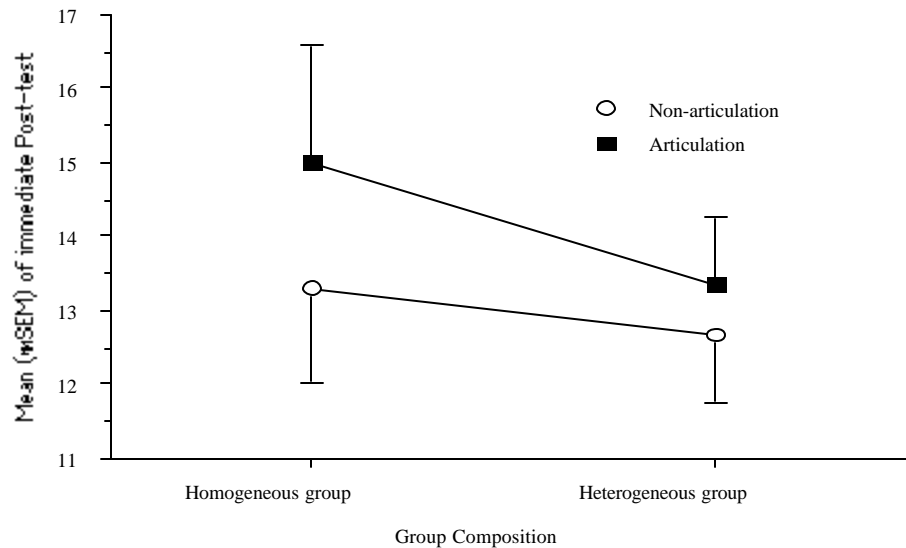 17
16
15
14
13
12
11
Mean (mSEM) of immediate Post-test
Non-articulation
Articulation
Homogeneous group
Heterogeneous group
Group Composition